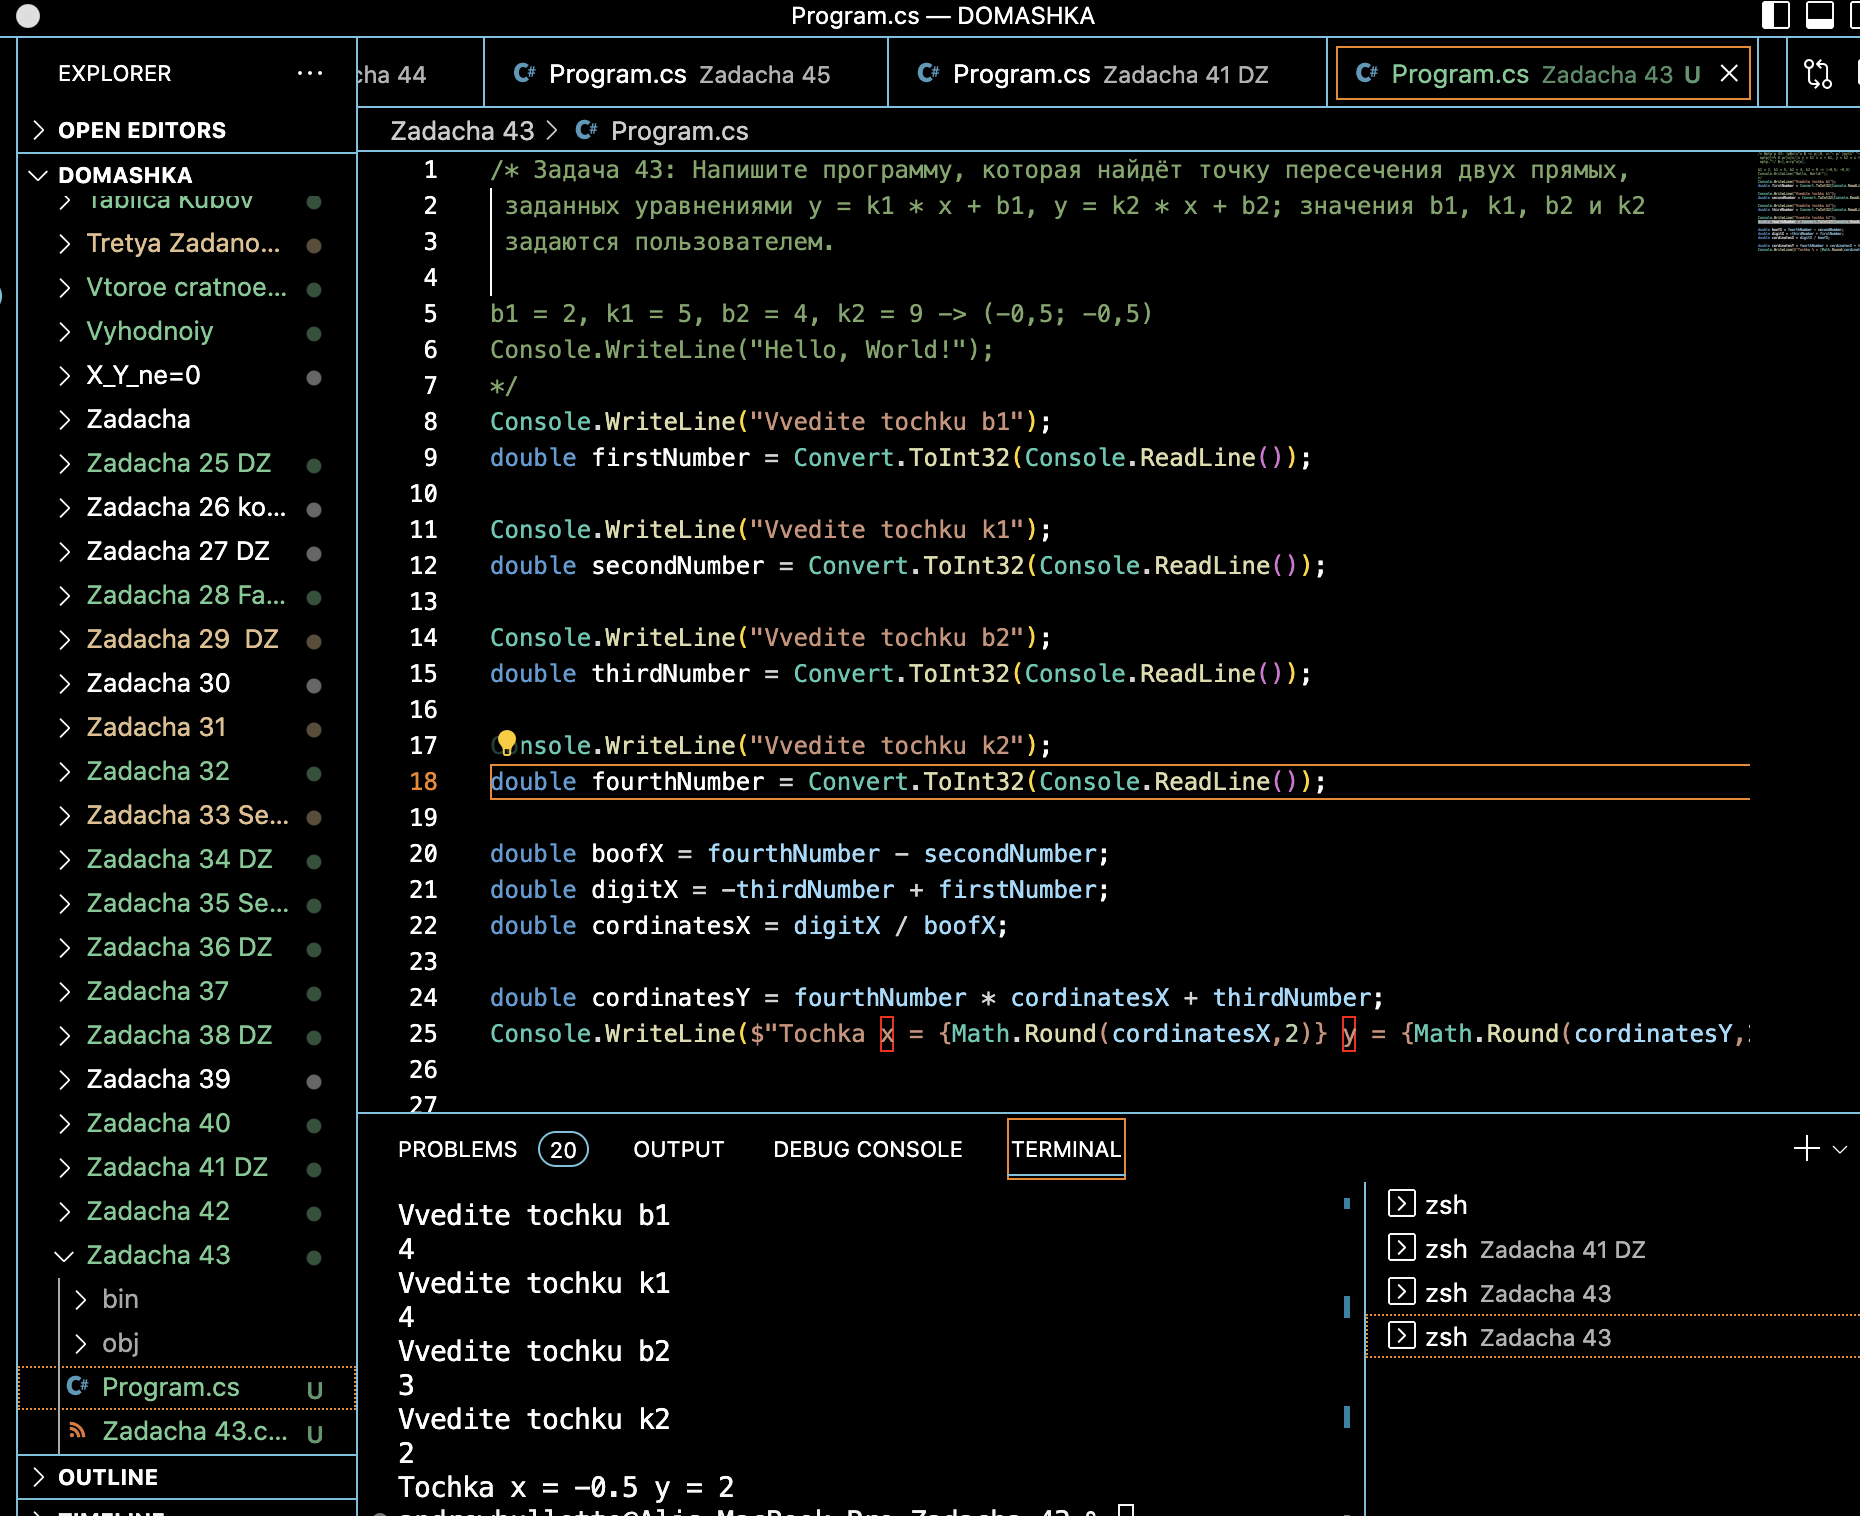 Program.cs — DOMASHKA
EXPLORER
OPEN EDITORS
DOMASHKA
Tablica Kubov
Tretya Zadano...
Vtoroe cratnoe...
Vyhodnoiy
X_Y_ne=0
Zadacha
Zadacha 25 DZ
Zadacha 26 ko...
Zadacha 27 DZ
Zadacha 28 Fa...
Zadacha 29  DZ
Zadacha 30
Zadacha 31
Zadacha 32
Zadacha 33 Se...
Zadacha 34 DZ
Zadacha 35 Se...
Zadacha 36 DZ
Zadacha 37
Zadacha 38 DZ
Zadacha 39
Zadacha 40
Zadacha 41 DZ
Zadacha 42
Zadacha 43
bin
obj
C# Program.cs U
Zadacha 43.c... U
OUTLINE
TIMELINE
cha 44
C# Program.cs Zadacha 45
C# Program.cs Zadacha 41 DZ
C# Program.cs Zadacha 43 U
Zadacha 43 > C# Program.cs
1 /* Задача 43: Напишите программу, которая найдёт точку пересечения двух прямых,
2 заданных уравнениями y = k1 * x + b1, y = k2 * x + b2; значения b1, k1, b2 и k2
3 задаются пользователем.
4
5 b1 = 2, k1 = 5, b2 = 4, k2 = 9 -> (-0,5; -0,5)
6 Console.WriteLine("Hello, World!");
7 */
8 Console.WriteLine("Vvedite tochku b1");
9 double firstNumber = Convert.ToInt32(Console.ReadLine());
10
11 Console.WriteLine("Vvedite tochku k1");
12 double secondNumber = Convert.ToInt32(Console.ReadLine());
13
14 Console.WriteLine("Vvedite tochku b2");
15 double thirdNumber = Convert.ToInt32(Console.ReadLine());
16
17 Console.WriteLine("Vvedite tochku k2");
18 double fourthNumber = Convert.ToInt32(Console.ReadLine());
19
20 double boofX = fourthNumber - secondNumber;
21 double digitX = -thirdNumber + firstNumber;
22 double cordinatesX = digitX / boofX;
23
24 double cordinatesY = fourthNumber * cordinatesX + thirdNumber;
25 Console.WriteLine($"Tochka x = {Math.Round(cordinatesX,2)} y = {Math.Round(cordinatesY,
26
27
PROBLEMS 20 OUTPUT DEBUG CONSOLE TERMINAL
Vvedite tochku b1
4
Vvedite tochku k1
4
Vvedite tochku b2
3
Vvedite tochku k2
2
Tochka x = -0.5 y = 2
zsh
zsh Zadacha 41 DZ
zsh Zadacha 43
zsh Zadacha 43